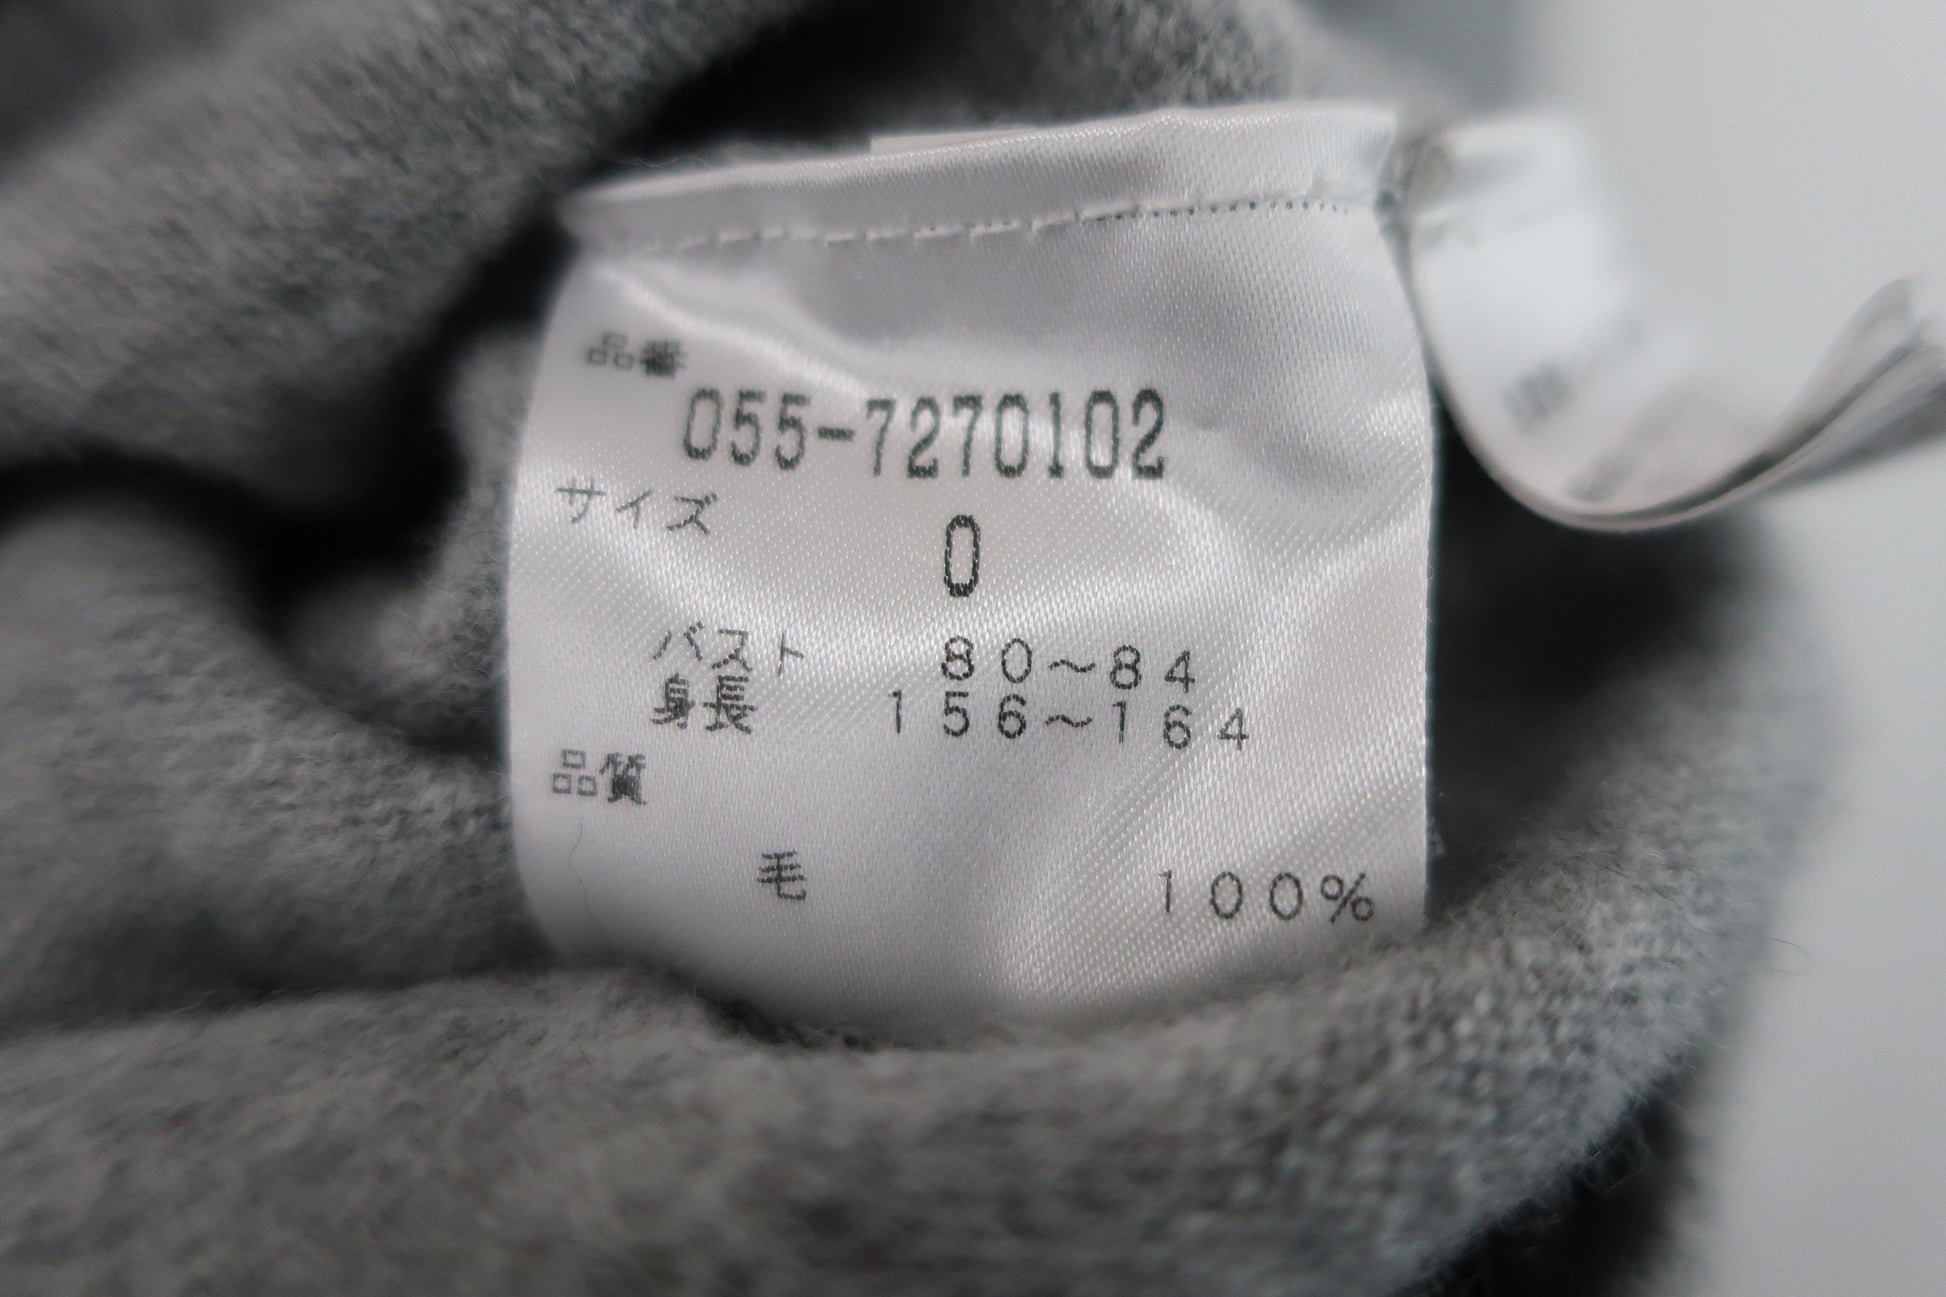 品番
055-7270102
サイズ
0
バスト 80~84
身長 156~164
品質
毛 100%